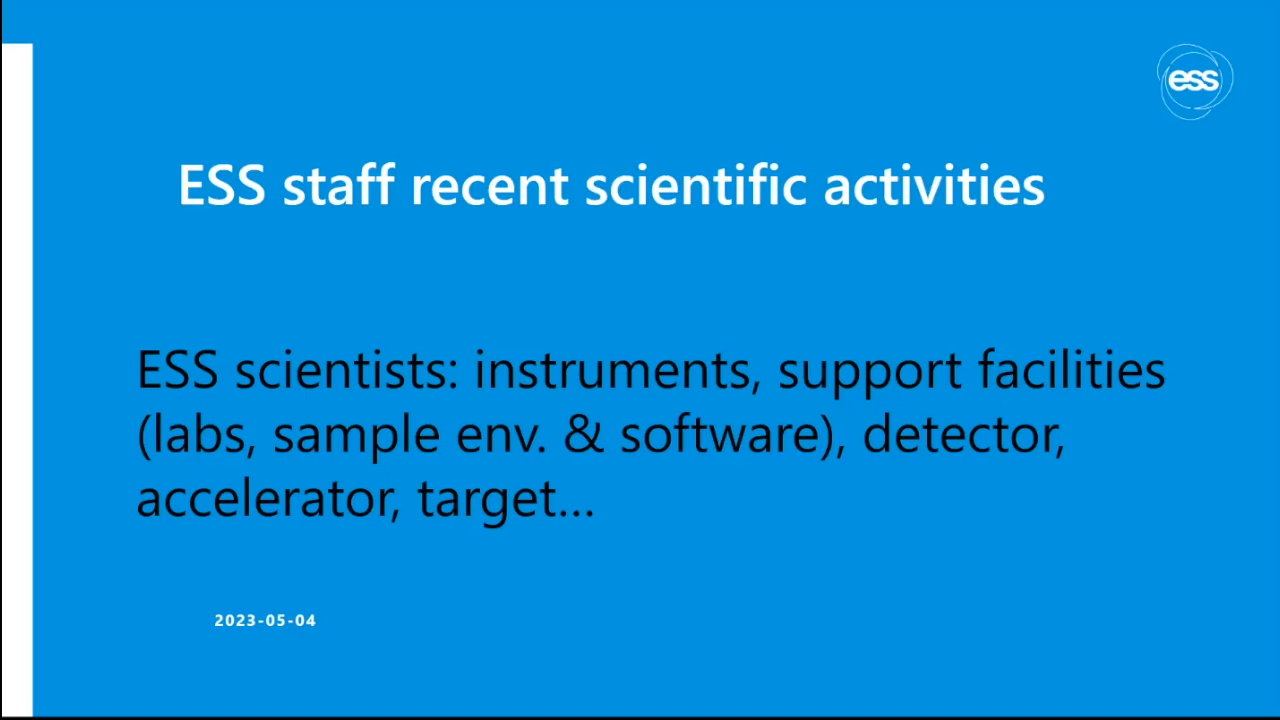 ess
ESS staff recent scientific activities
ESS scientists: instruments, support facilities
(labs, sample env. & software), detector,
accelerator, target...
2023-05-04